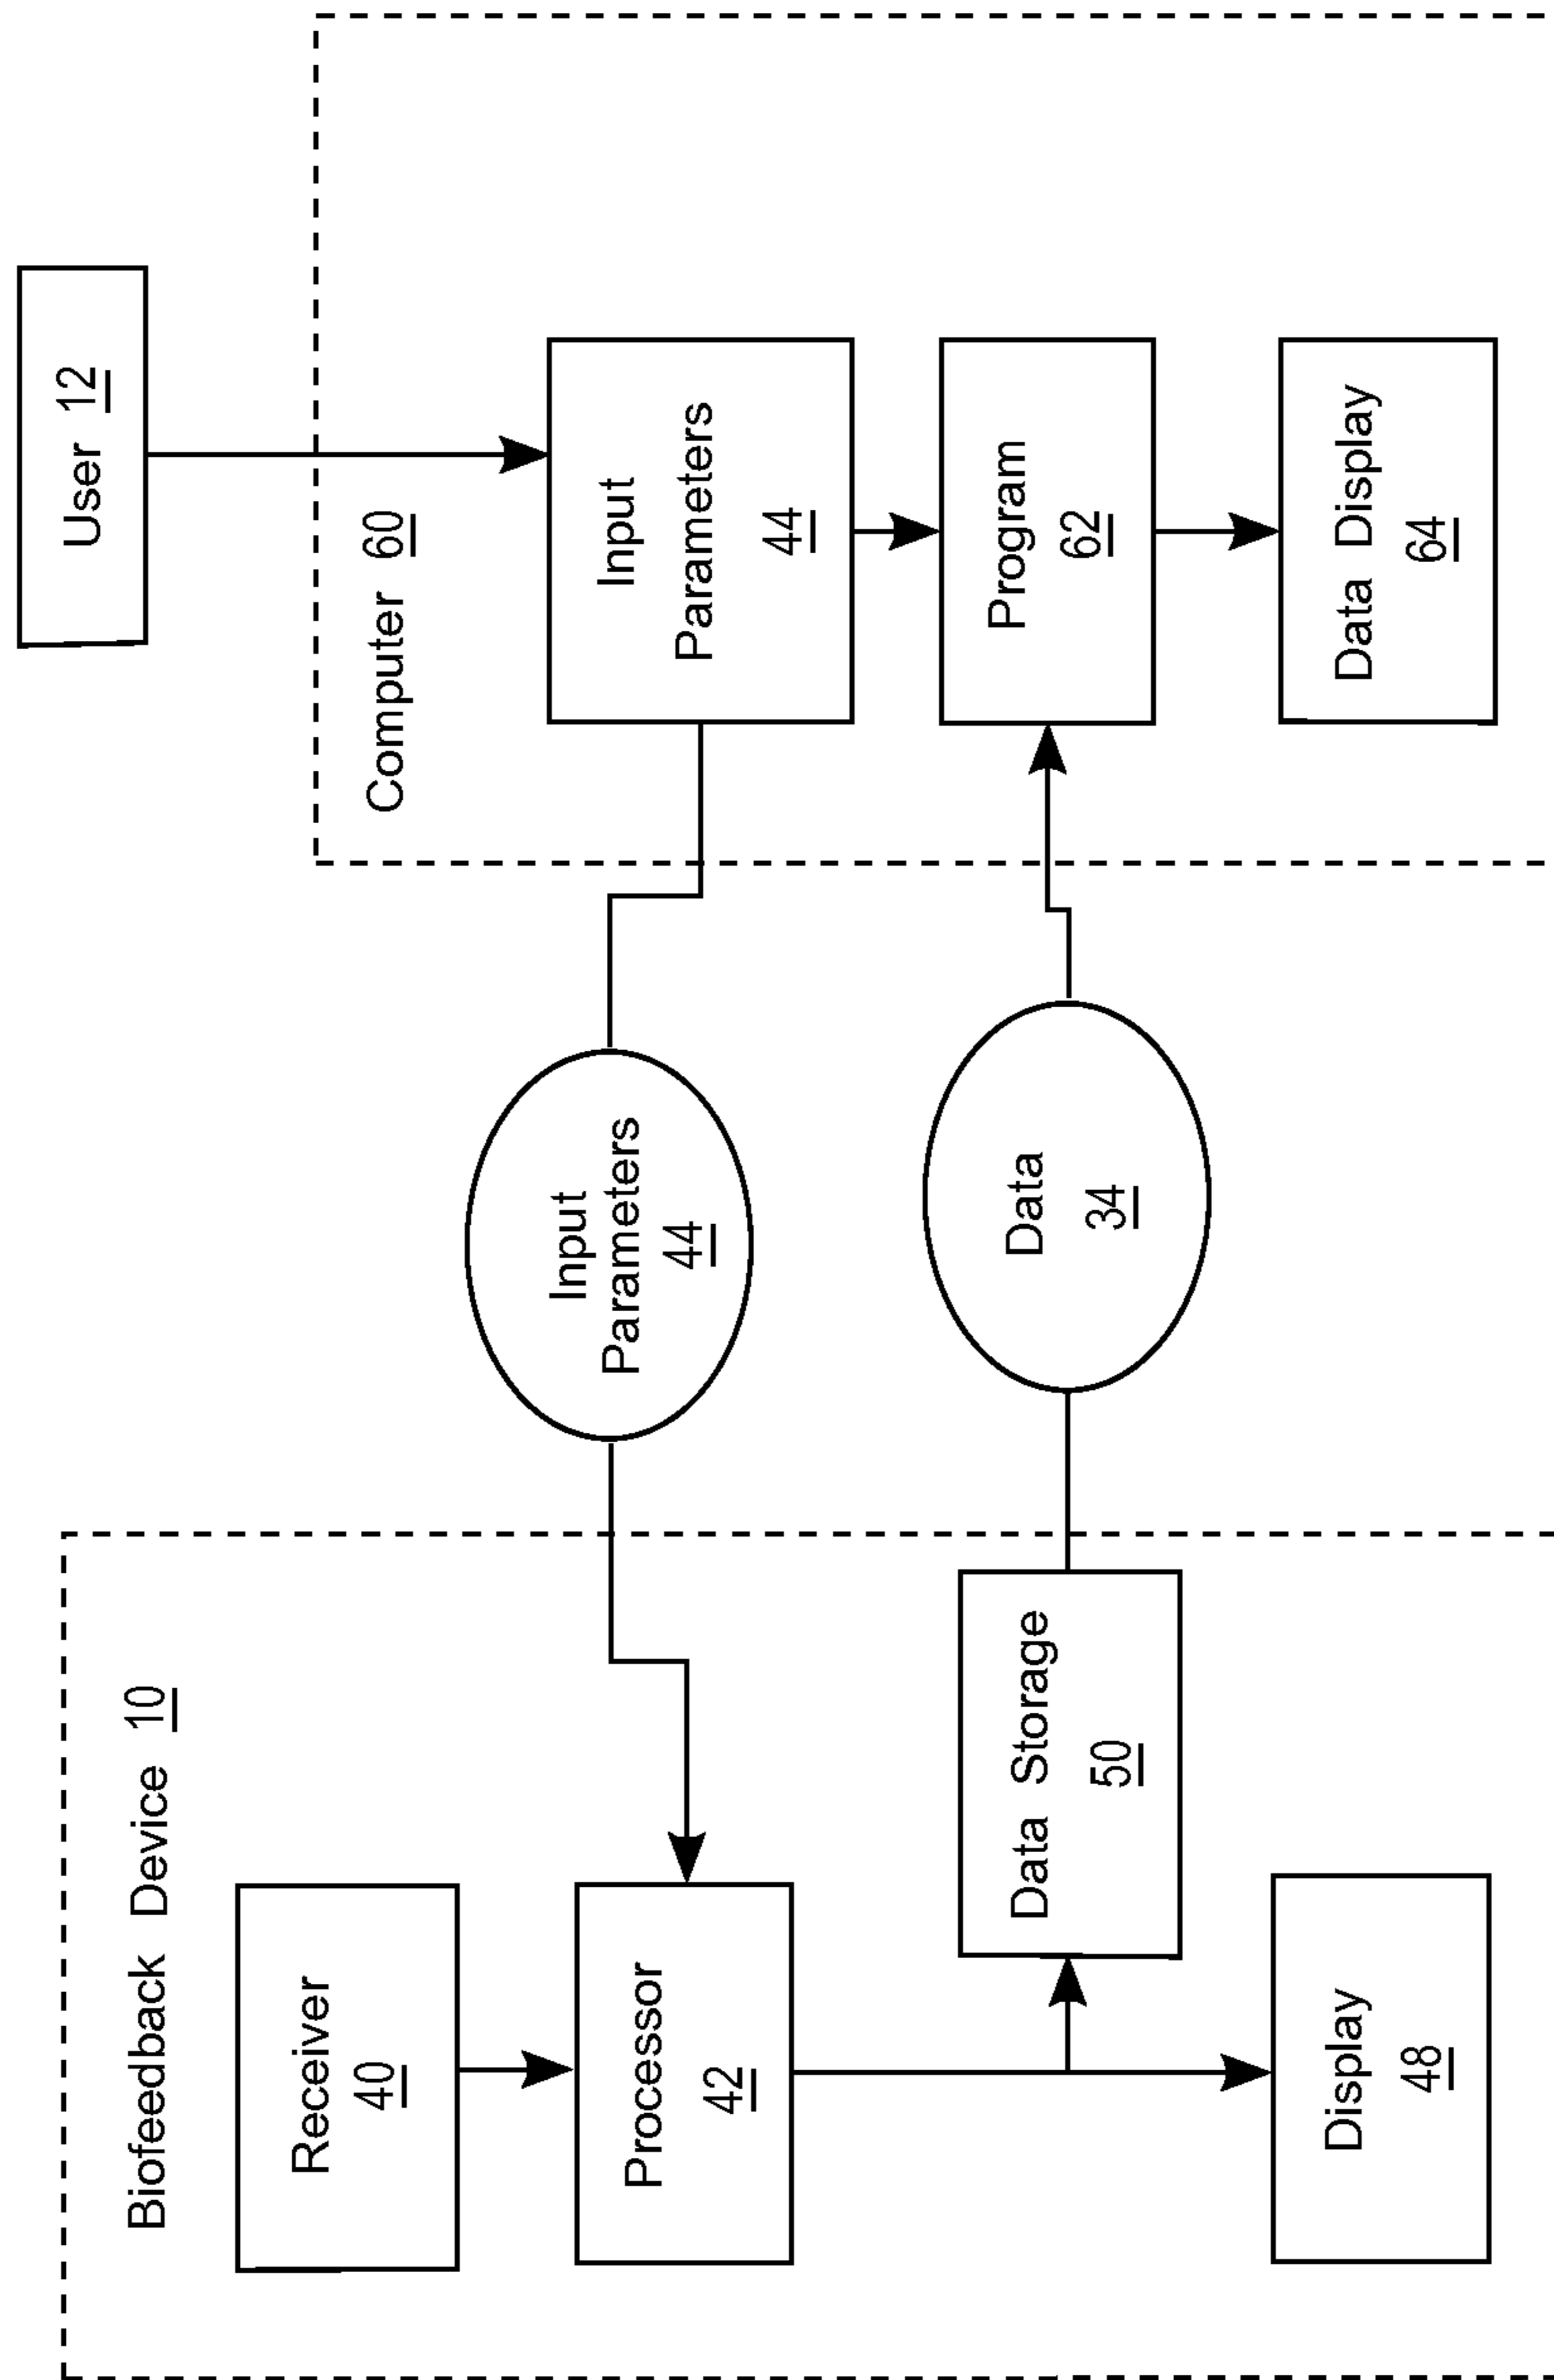 User 12
Biofeedback Device 10
Computer 60
Receiver
40
Input
Parameters
44
Input
Parameters
44
Processor
42
Program
62
Data
34
Data Storage
50
Data Display
64
Display
48